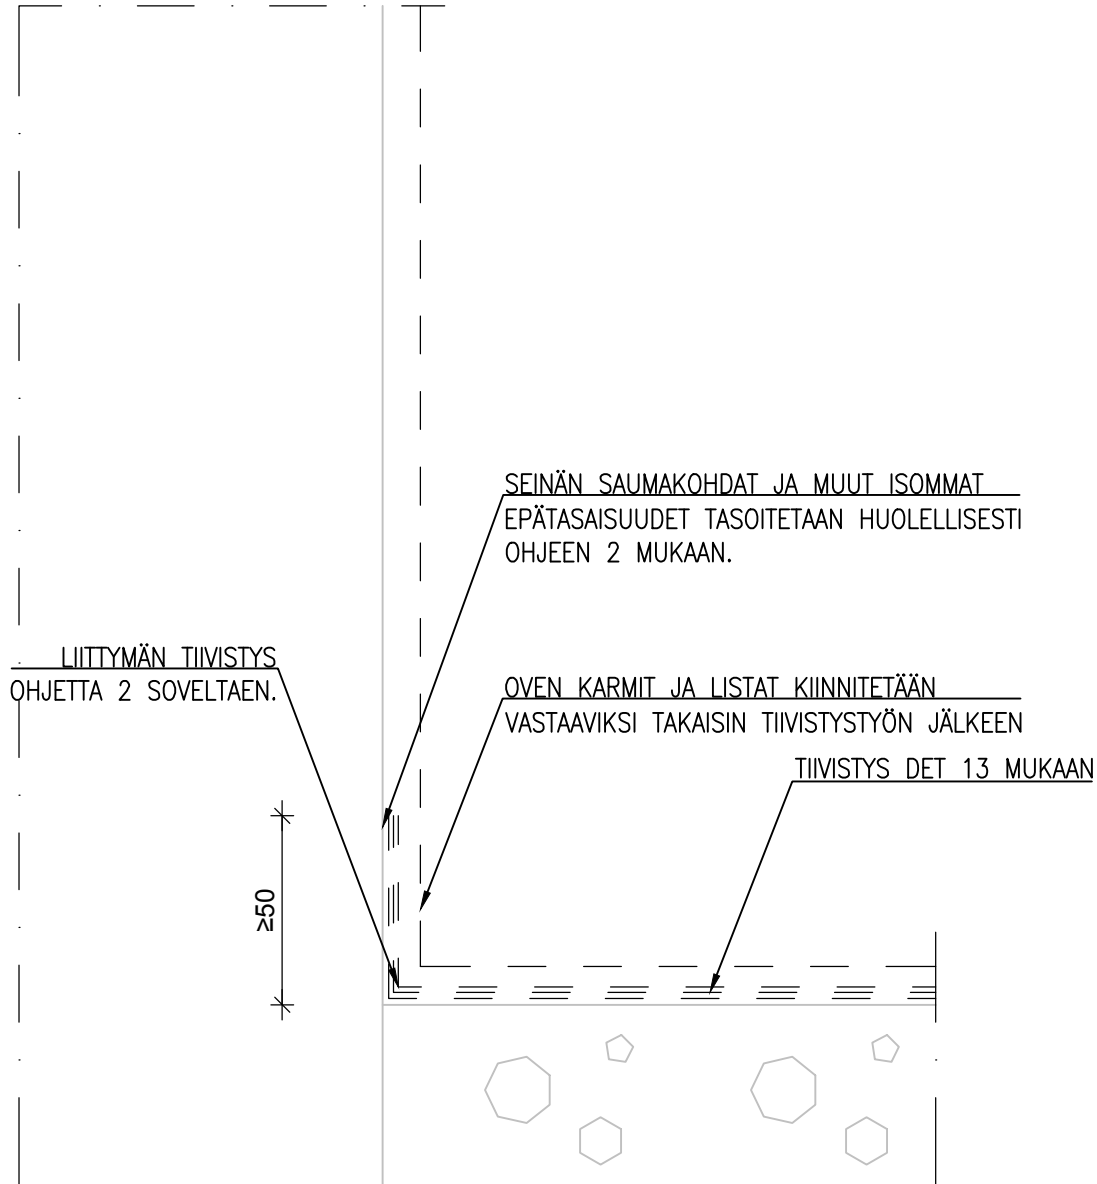 SEINÄN SAUMAKOHDAT JA MUUT ISOMMAT
EPÄTASAISUUDET TASOITETAAN HUOLELLISESTI
OHJEEN 2 MUKAAN.
LIITTYMÄN TIIVISTYS
OHJETTA 2 SOVELTAEN.
OVEN KARMIT JA LISTAT KIINNITETÄÄN
VASTAAVIKSI TAKAISIN TIIVISTYSTYÖN JÄLKEEN
TIIVISTYS DET 13 MUKAAN
≥50